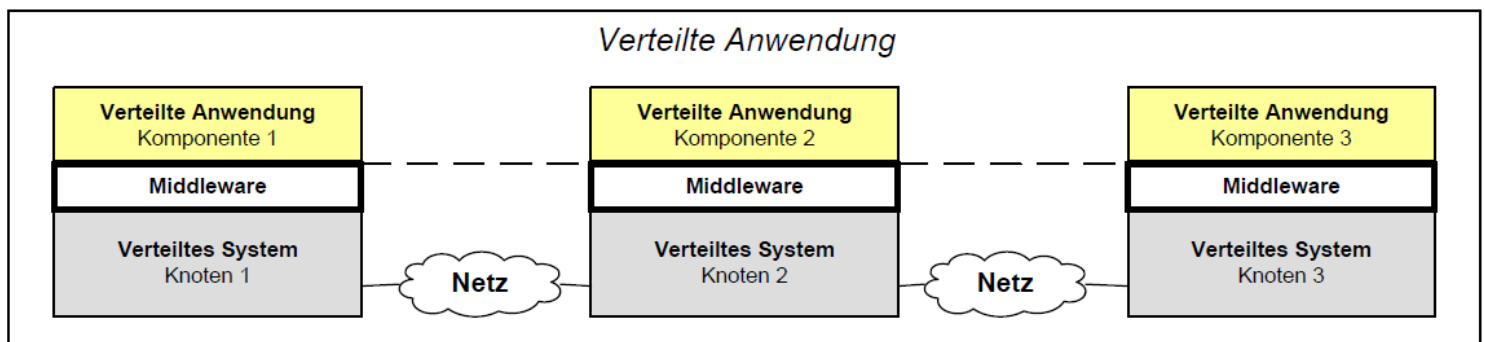 Verteilte Anwendung
Verteilte Anwendung
Komponente 1
Middleware
Verteiltes System
Knoten 1
Netz
Verteilte Anwendung
Komponente 2
Middleware
Verteiltes System
Knoten 2
Netz
Verteilte Anwendung
Komponente 3
Middleware
Verteiltes System
Knoten 3